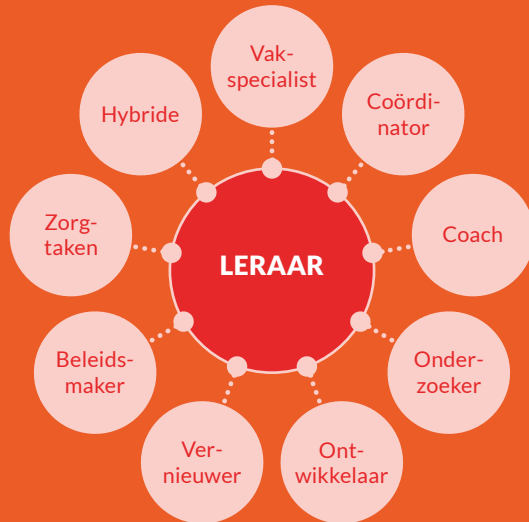 Vak-
specialist
Coördi-
nator
Coach
Onder-
zoeker
Ont-
wikkelaar
Ver-
nieuwer
Beleids-
maker
Zorg-
taken
Hybride
LERAAR